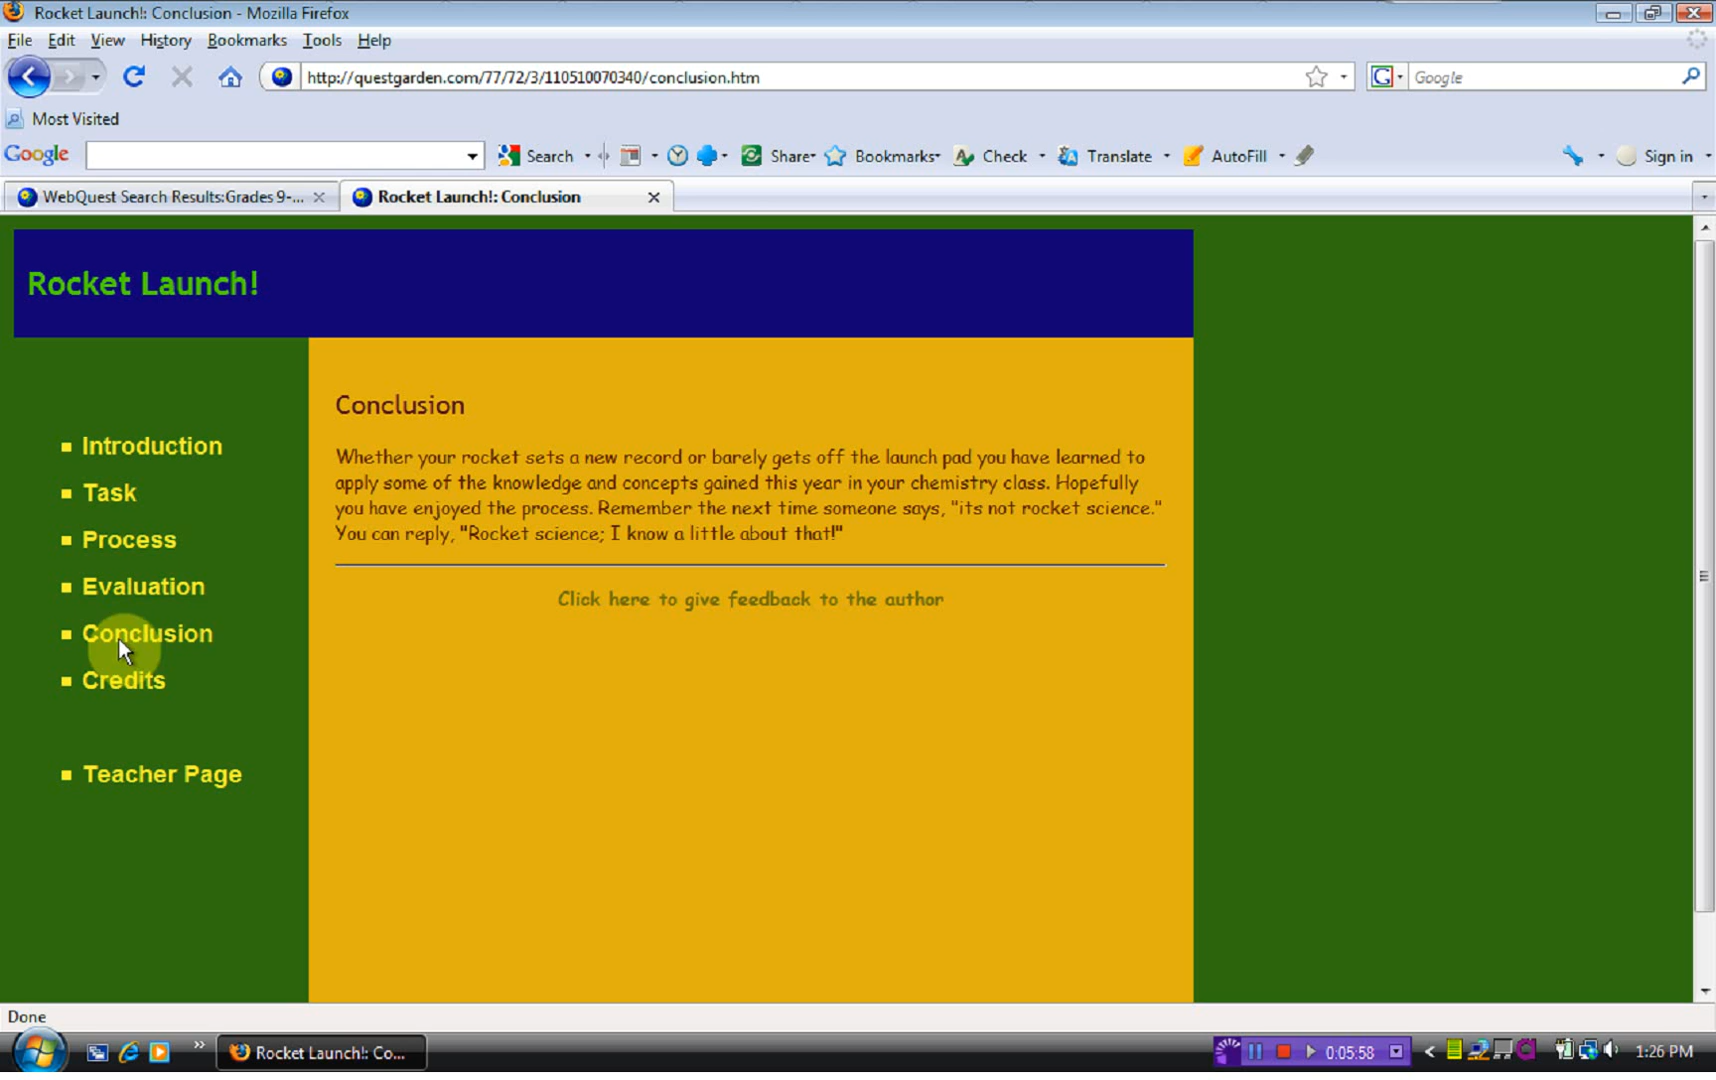 Rocket Launch!: Conclusion - Mozilla Firefox
File Edit View History Bookmarks Tools Help
http://questgarden.com/77/72/3/110510070340/conclusion.htm
G Google
Most Visited
Google Search Share Bookmarks Check Translate AutoFill Sign in
WebQuest Search Results:Grades 9-...
Rocket Launch!: Conclusion
Rocket Launch!
Introduction
Task
Process
Evaluation
Conclusion
Credits
Teacher Page
Conclusion
Whether your rocket sets a new record or barely gets off the launch pad you have learned to
apply some of the knowledge and concepts gained this year in your chemistry class. Hopefully
you have enjoyed the process. Remember the next time someone says, "its not rocket science."
You can reply, "Rocket science; I know a little about that!"
Click here to give feedback to the author
Done
Rocket Launch!: Co...
0:05:58
1:26 PM